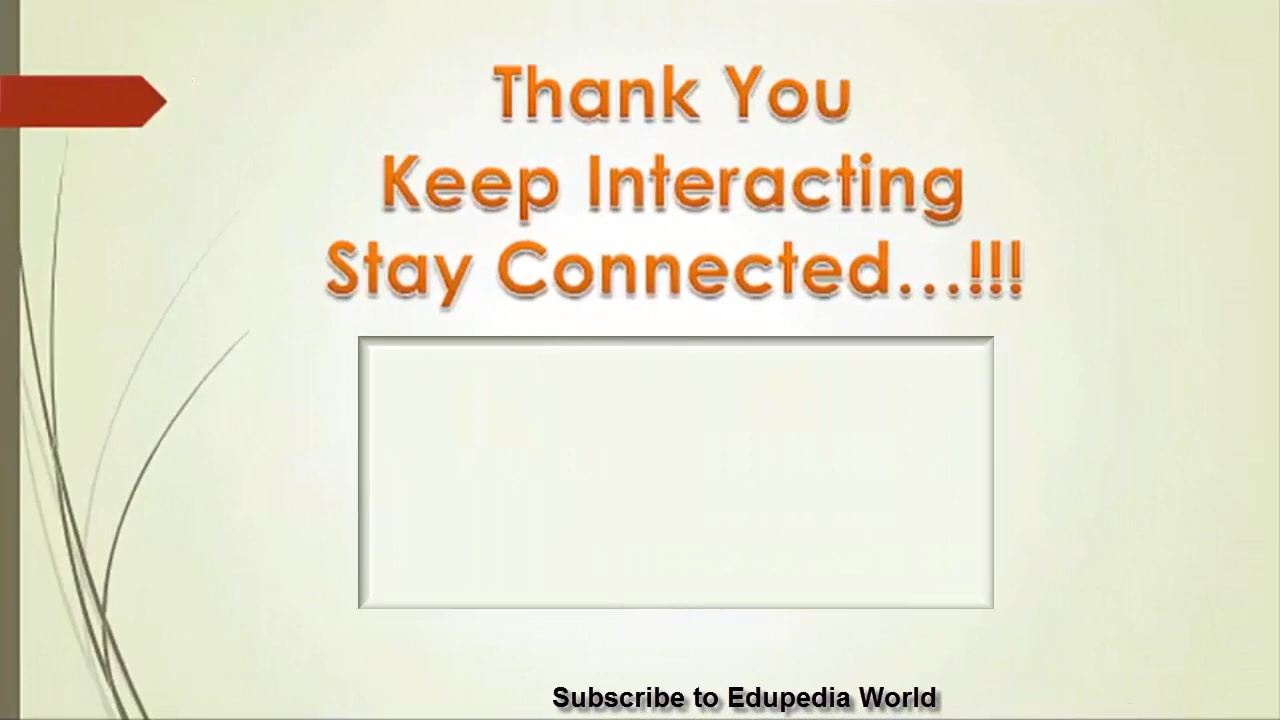 Thank You
Keep Interacting
Stay Connected...!!!
Subscribe to Edupedia World